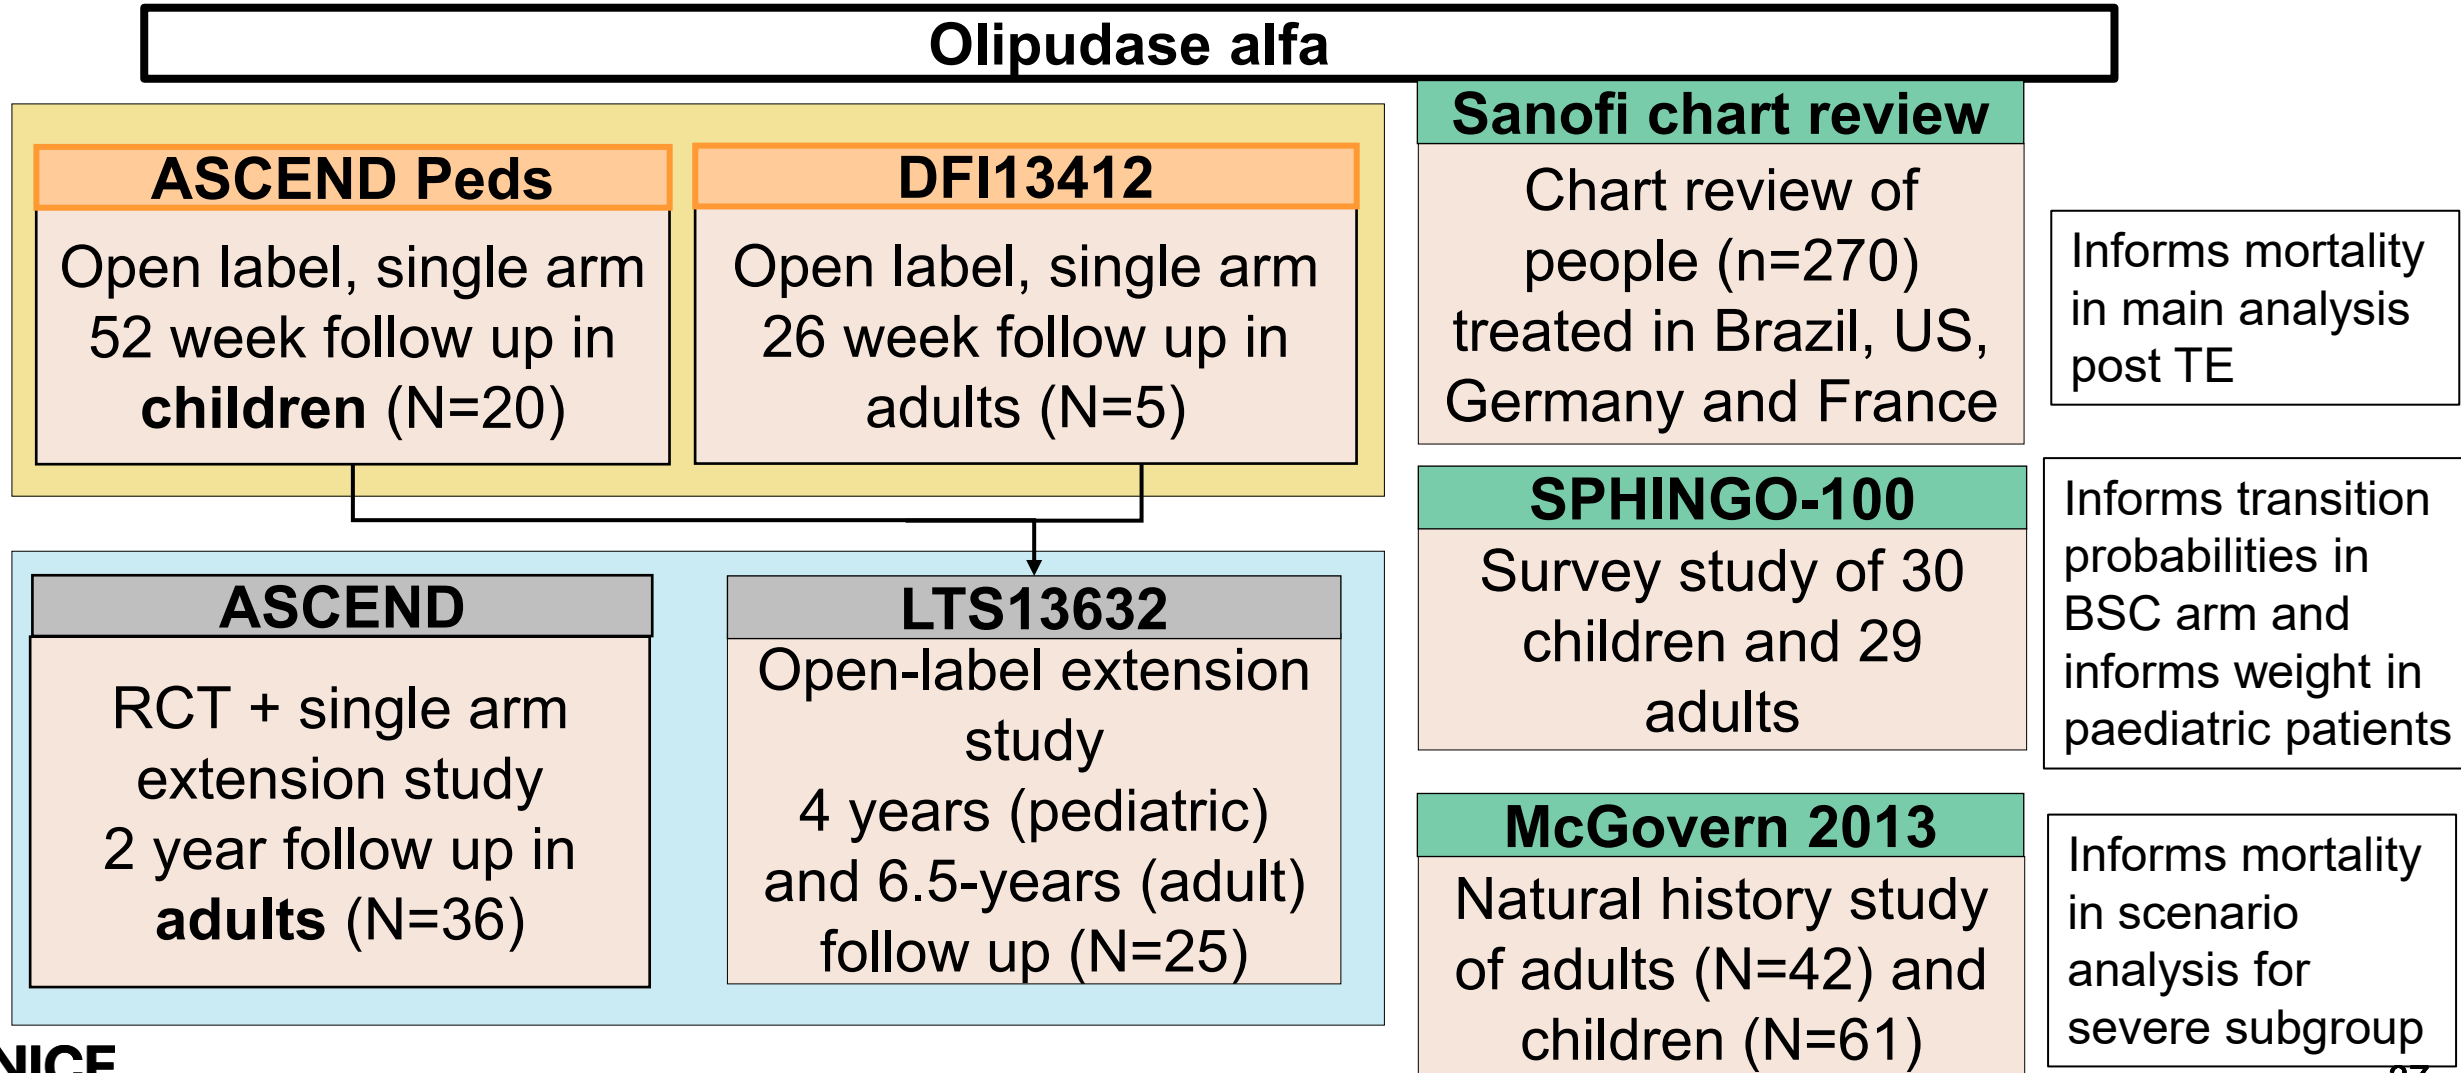 Olipudase alfa
ASCEND Peds
Open label, single arm
52 week follow up in
children (N=20)
DFI13412
Open label, single arm
26 week follow up in
adults (N=5)
ASCEND
RCT + single arm
extension study
2 year follow up in
adults (N=36)
LTS13632
Open-label extension
study
4 years (pediatric)
and 6.5-years (adult)
follow up (N=25)
Sanofi chart review
Chart review of
people (n=270)
treated in Brazil, US,
Germany and France
Informs mortality
in main analysis
post TE
SPHINGO-100
Survey study of 30
children and 29
adults
Informs transition
probabilities in
BSC arm and
informs weight in
paediatric patients
McGovern 2013
Natural history study
of adults (N=42) and
children (N=61)
Informs mortality
in scenario
analysis for
severe subgroup
NICE